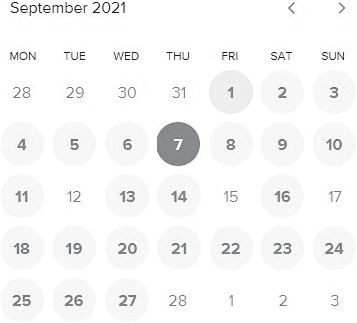 September 2021 < >
MON TUE WED THU FRI SAT SUN
28 29 30 31 1 2 3
4 5 6 7 8 9 10
11 12 13 14 15 16 17
18 19 20 21 22 23 24
25 26 27 28 1 2 3